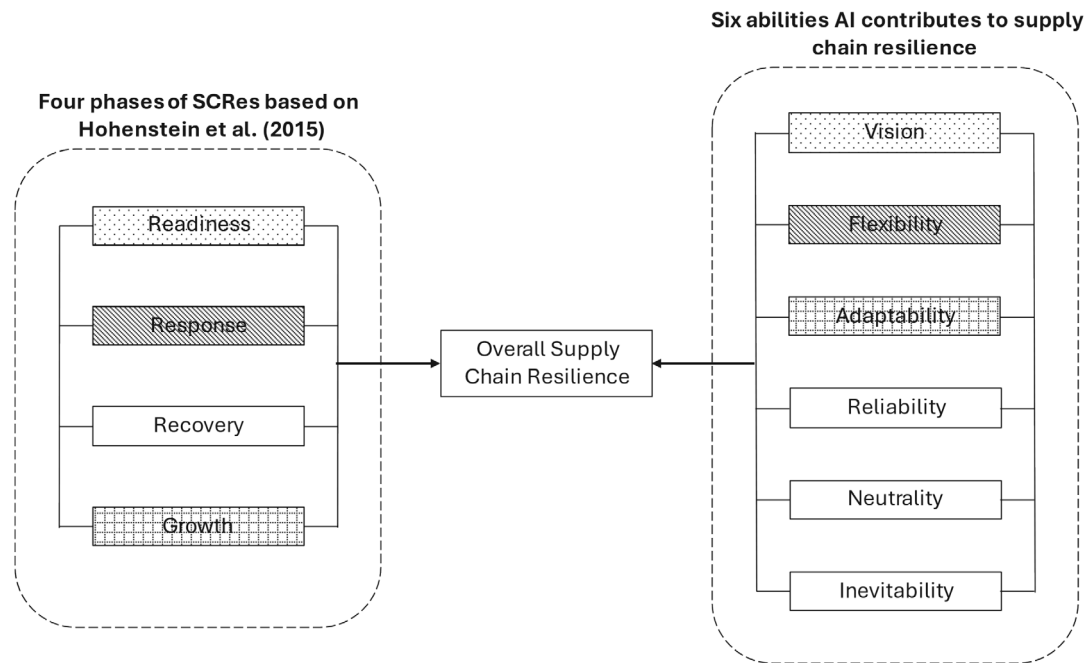 Six abilities AI contributes to supply
chain resilience
Four phases of SCRes based on
Hohenstein et al. (2015)
Readiness
Response
Recovery
Growth
Overall Supply
Chain Resilience
Vision
Flexibility
Adaptability
Reliability
Neutrality
Inevitability